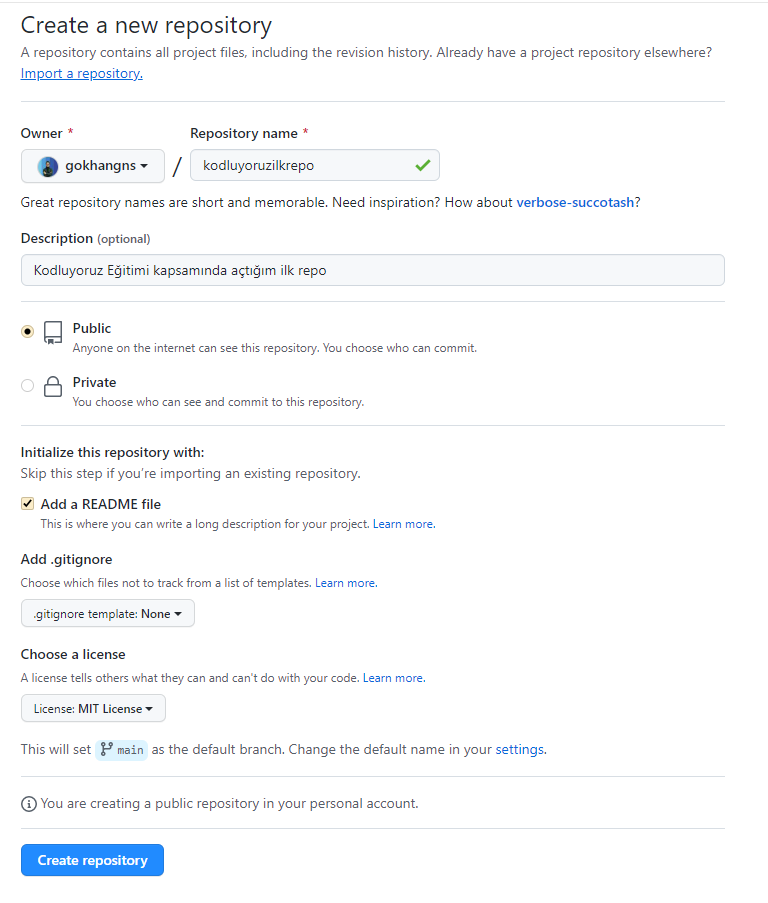 Create a new repository
A repository contains all project files, including the revision history. Already have a project repository elsewhere?
Import a repository.
Owner * Repository name *
gokhangns / kodluyoruzilkrepo
Great repository names are short and memorable. Need inspiration? How about verbose-succotash?
Description (optional)
Kodluyoruz Eğitimi kapsamında açtığım ilk repo
Public
Anyone on the internet can see this repository. You choose who can commit.
Private
You choose who can see and commit to this repository.
Initialize this repository with:
Skip this step if you're importing an existing repository.
Add a README file
This is where you can write a long description for your project. Learn more.
Add .gitignore
Choose which files not to track from a list of templates. Learn more.
.gitignore template: None
Choose a license
A license tells others what they can and can't do with your code. Learn more.
License: MIT License
This will set main as the default branch. Change the default name in your settings.
You are creating a public repository in your personal account.
Create repository